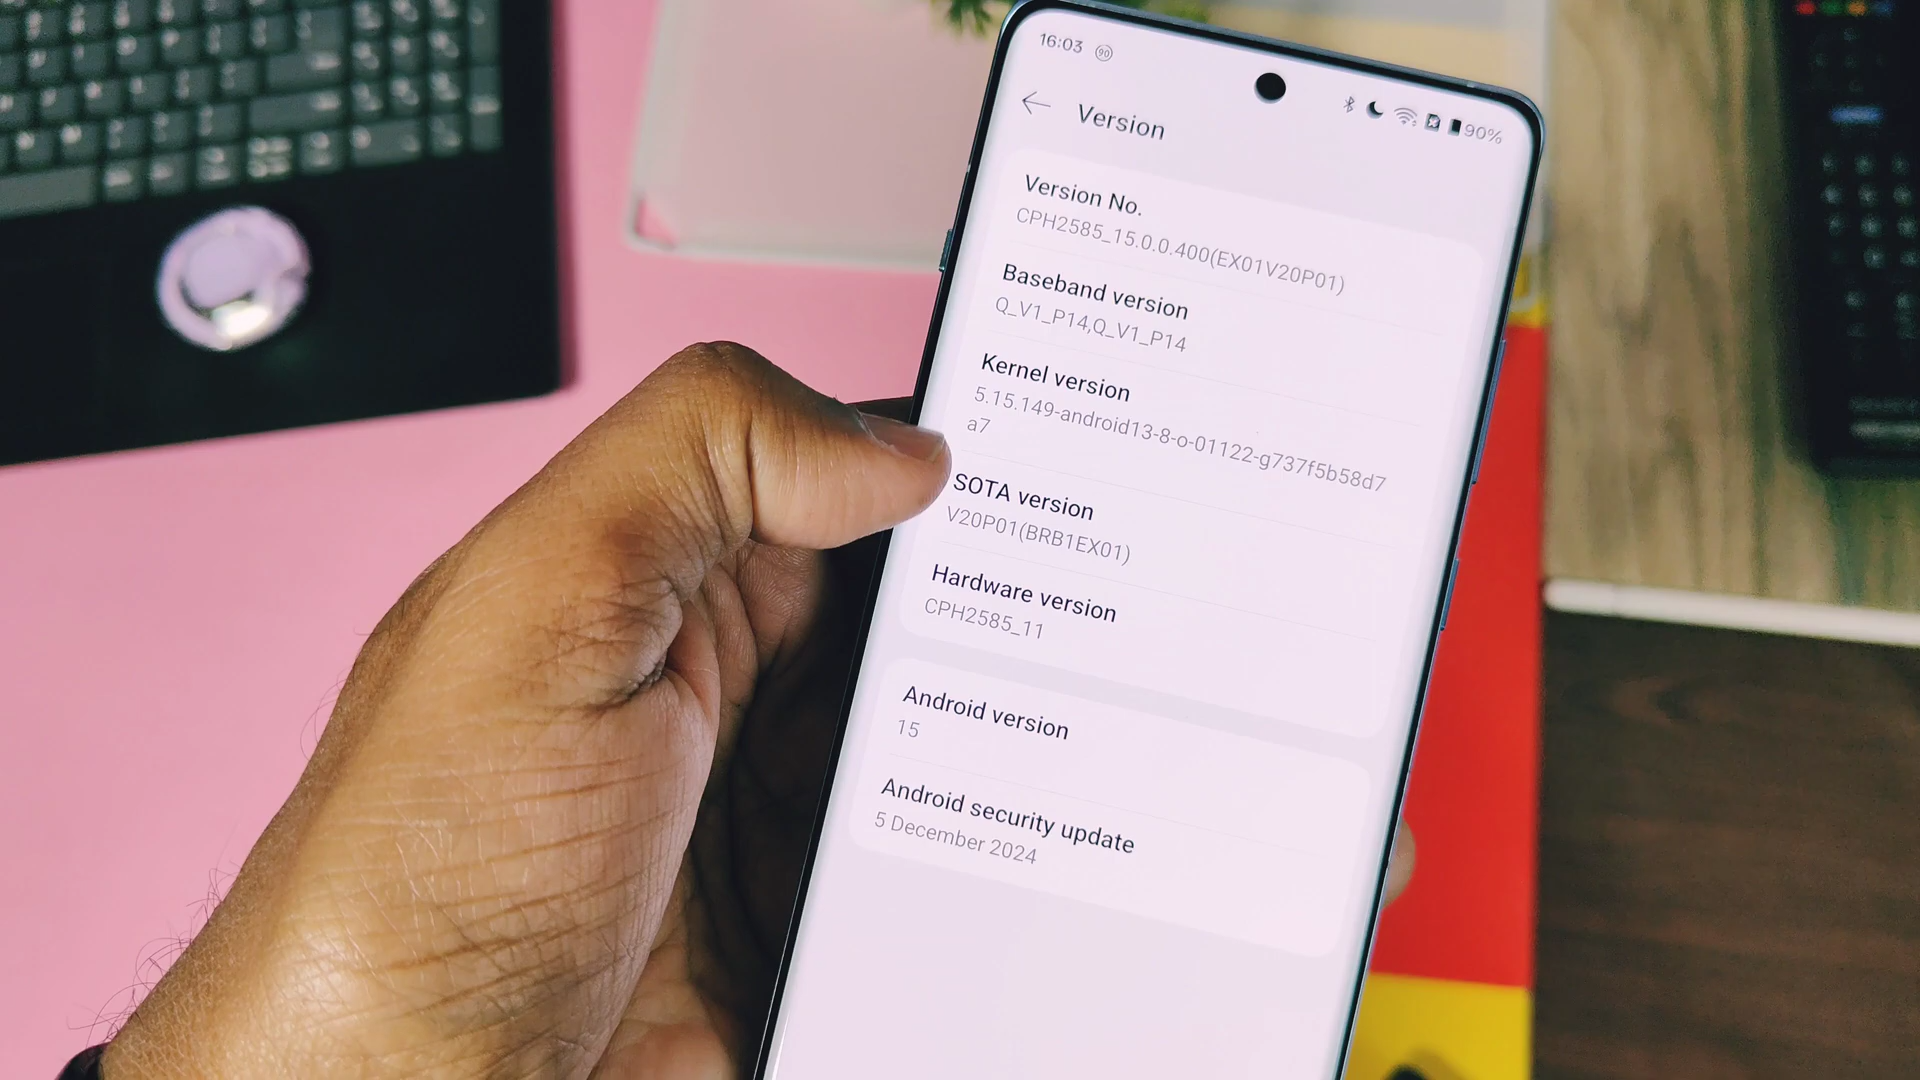 16:03 90
90%
Version
Version No.
CPH2585_15.0.0.400(EX01V20P01)
Baseband version
Q_V1_P14,Q_V1_P14
Kernel version
5.15.149-android13-8-o-01122-g737f5b58d7
a7
SOTA version
V20P01(BRB1EX01)
Hardware version
CPH2585_11
Android version
15
Android security update
5 December 2024